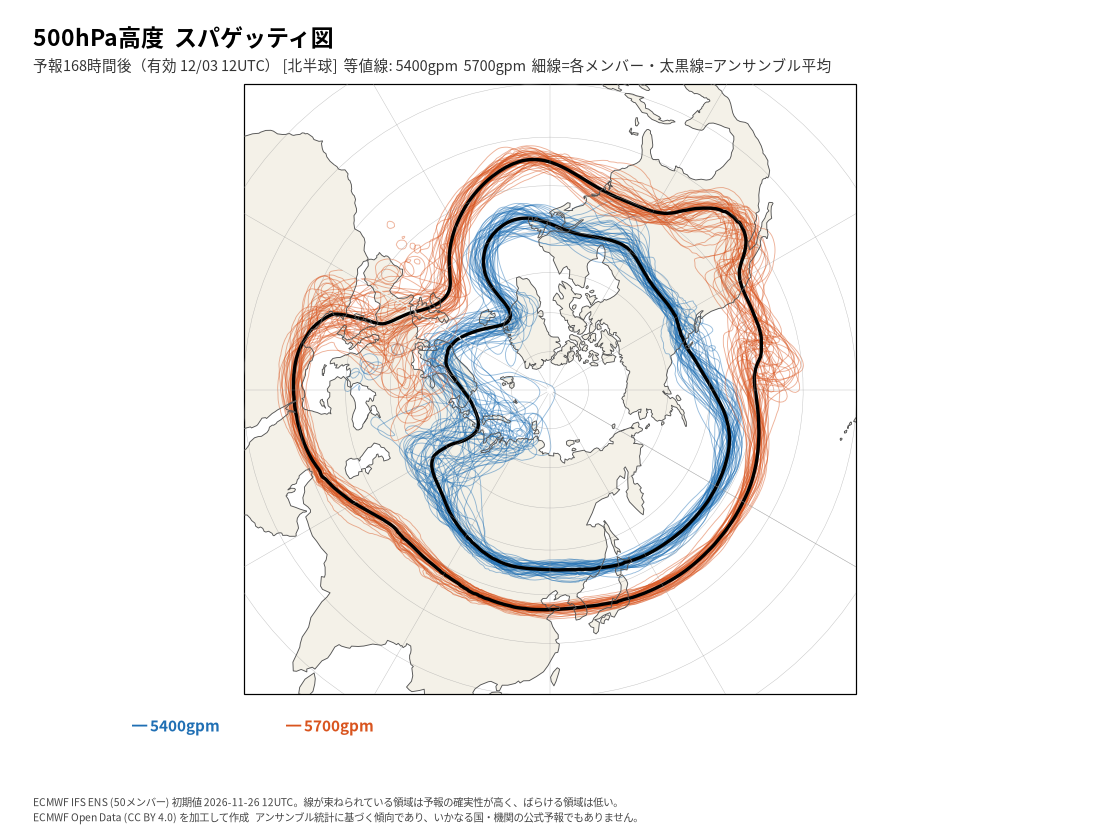 500hPa高度 スパゲッティ図
予報168時間後（有効 12/03 12UTC） [北半球] 等値線: 5400gpm 5700gpm 細線=各メンバー・太黒線=アンサンブル平均
5400gpm 5700gpm
ECMWF IFS ENS (50メンバー) 初期値 2026-11-26 12UTC。線が束ねられている領域は予報の確実性が高く、ばらける領域は低い。
ECMWF Open Data (CC BY 4.0) を加工して作成 アンサンブル統計に基づく傾向であり、いかなる国・機関の公式予報でもありません。